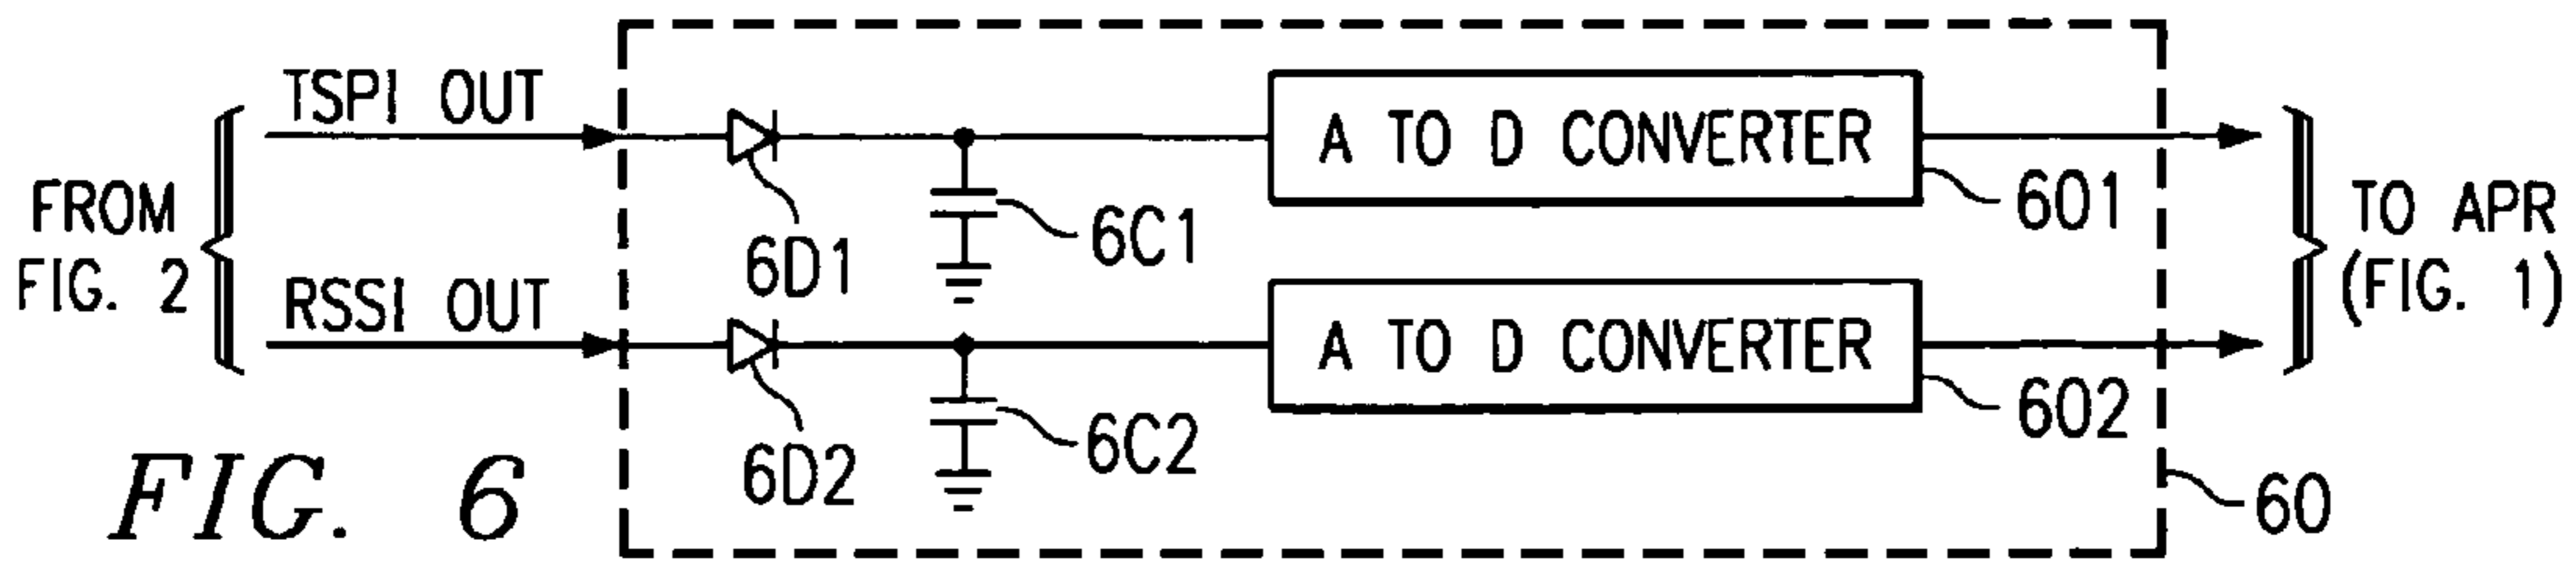 TSPI OUT
A TO D CONVERTER
601
FROM
FIG. 2
6D1
6C1
TO APR
(FIG. 1)
RSSI OUT
A TO D CONVERTER
602
6D2
6C2
60
FIG. 6